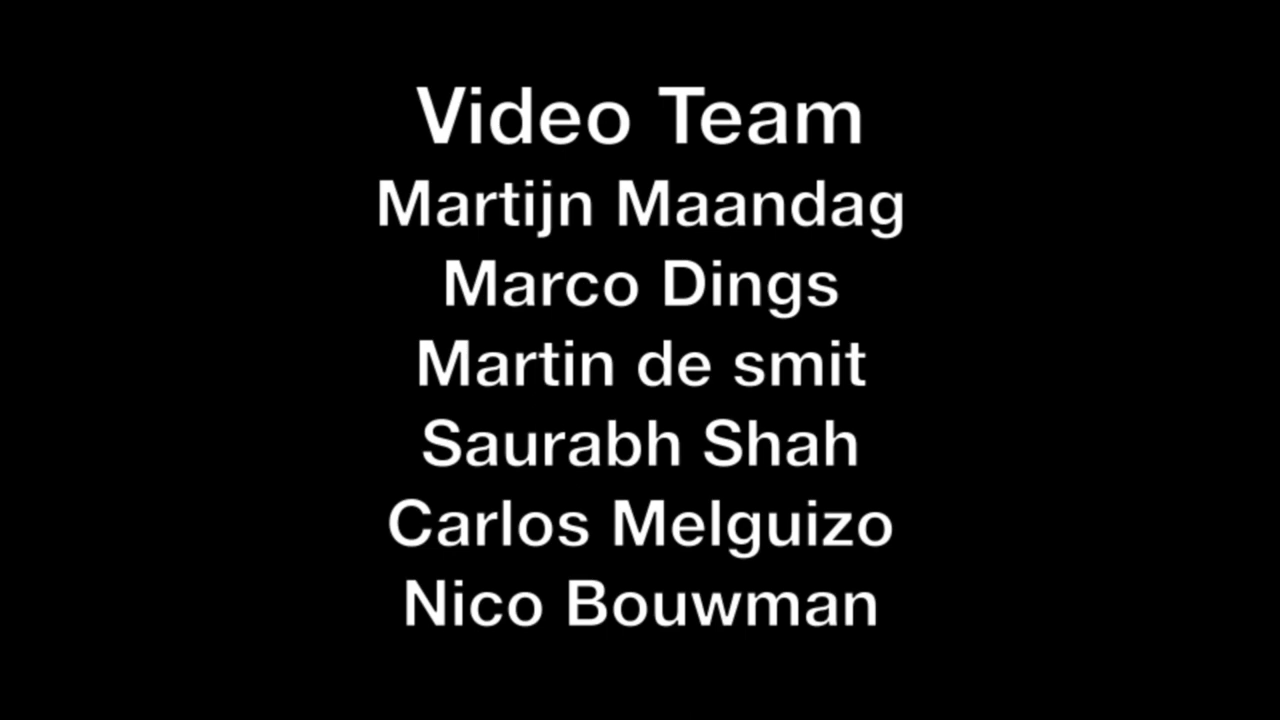 Video Team
Martijn Maandag
Marco Dings
Martin de smit
Saurabh Shah
Carlos Melguizo
Nico Bouwman